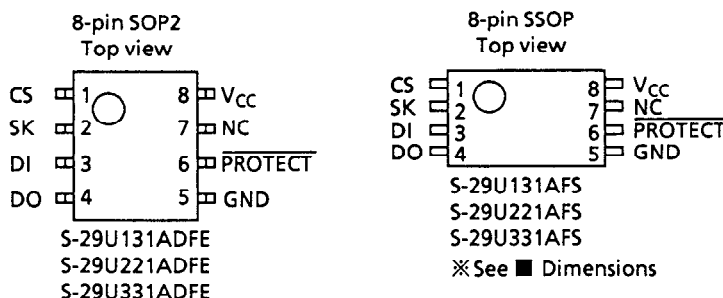 8-pin SOP2
Top view
CS 1 8 VCC
SK 2 7 NC
DI 3 6 PROTECT
DO 4 5 GND
S-29U131ADFE
S-29U221ADFE
S-29U331ADFE
8-pin SSOP
Top view
CS 1 8 VCC
SK 2 7 NC
DI 3 6 PROTECT
DO 4 5 GND
S-29U131AFS
S-29U221AFS
S-29U331AFS
※See ■ Dimensions